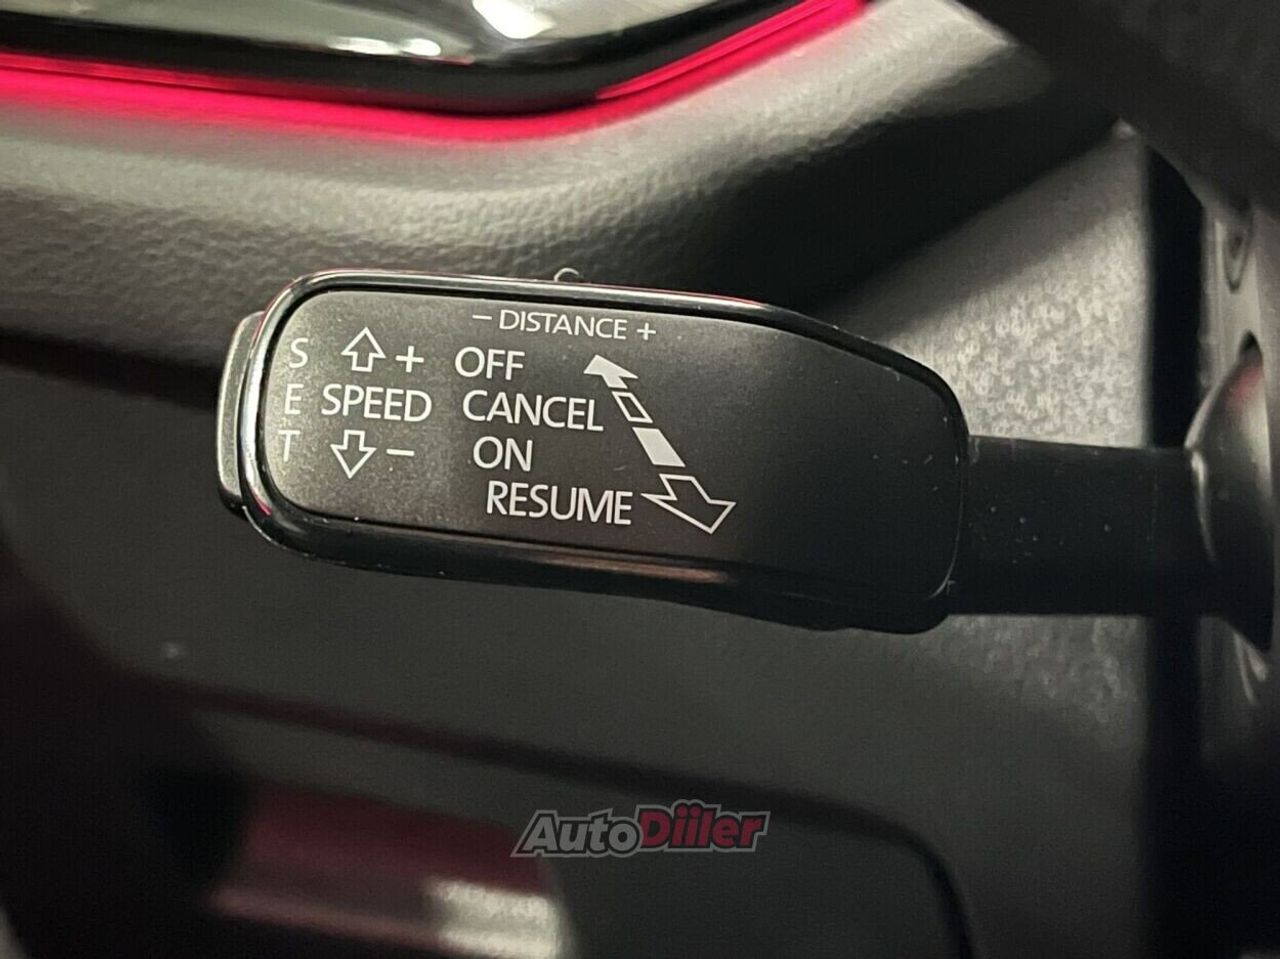 - DISTANCE +
S + OFF
E SPEED CANCEL
T - ON
RESUME
AutoDiiler